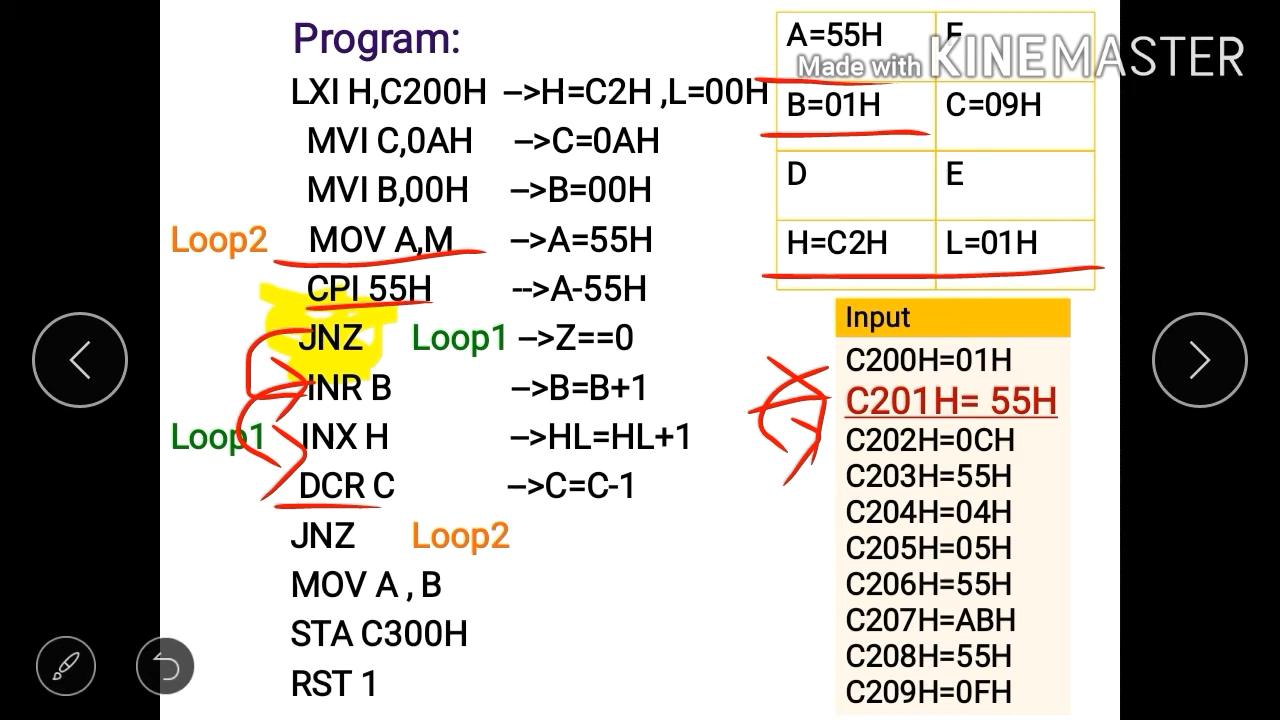 Program:
LXI H,C200H –>H=C2H ,L=00H
MVI C,0AH –>C=0AH
MVI B,00H –>B=00H
Loop2 MOV A,M –>A=55H
CPI 55H -->A-55H
JNZ Loop1 –>Z==0
INR B –>B=B+1
Loop1 INX H –>HL=HL+1
DCR C –>C=C-1
JNZ Loop2
MOV A , B
STA C300H
RST 1
A=55H F
Made with KINEMASTER
B=01H C=09H
D E
H=C2H L=01H
Input
C200H=01H
C201H= 55H
C202H=0CH
C203H=55H
C204H=04H
C205H=05H
C206H=55H
C207H=ABH
C208H=55H
C209H=0FH